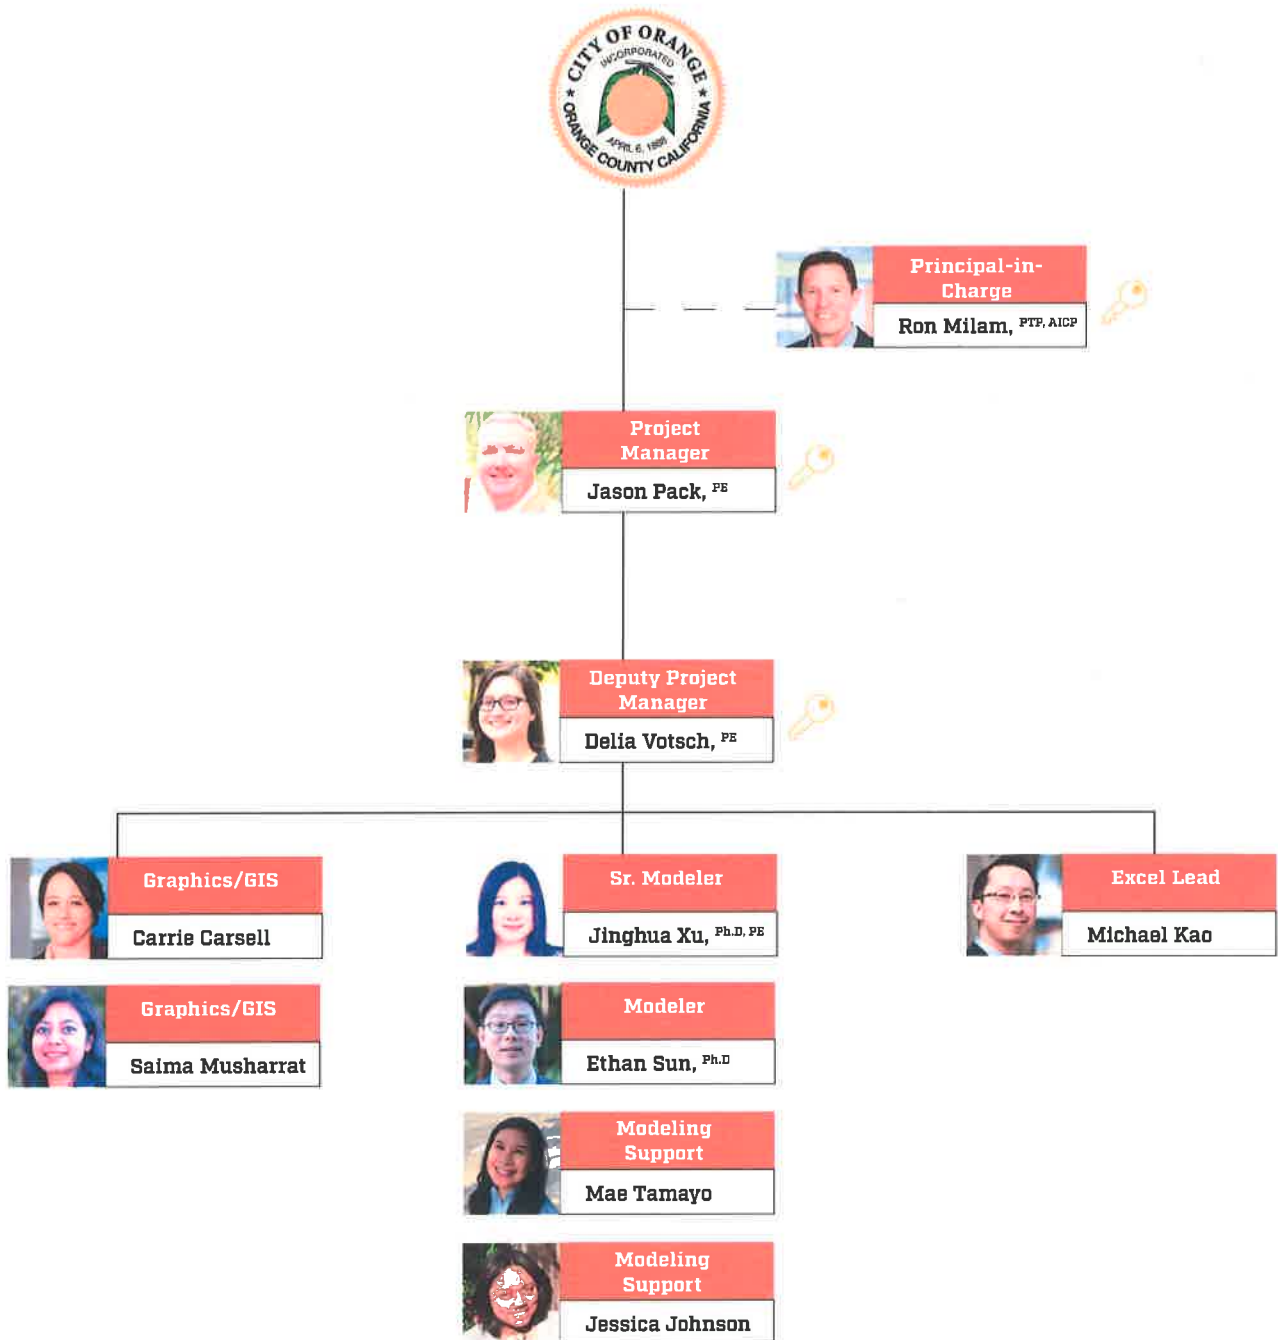 CITY OF ORANGE
INCORPORATED
APRIL 6, 1888
ORANGE COUNTY CALIFORNIA
Principal-in-
Charge
Ron Milam, PTP, AICP
Project
Manager
Jason Pack, PE
Deputy Project
Manager
Delia Votsch, PE
Graphics/GIS
Carrie Carsell
Sr. Modeler
Jinghua Xu, Ph.D, PE
Excel Lead
Michael Kao
Graphics/GIS
Saima Musharrat
Modeler
Ethan Sun, Ph.D
Modeling
Support
Mae Tamayo
Modeling
Support
Jessica Johnson